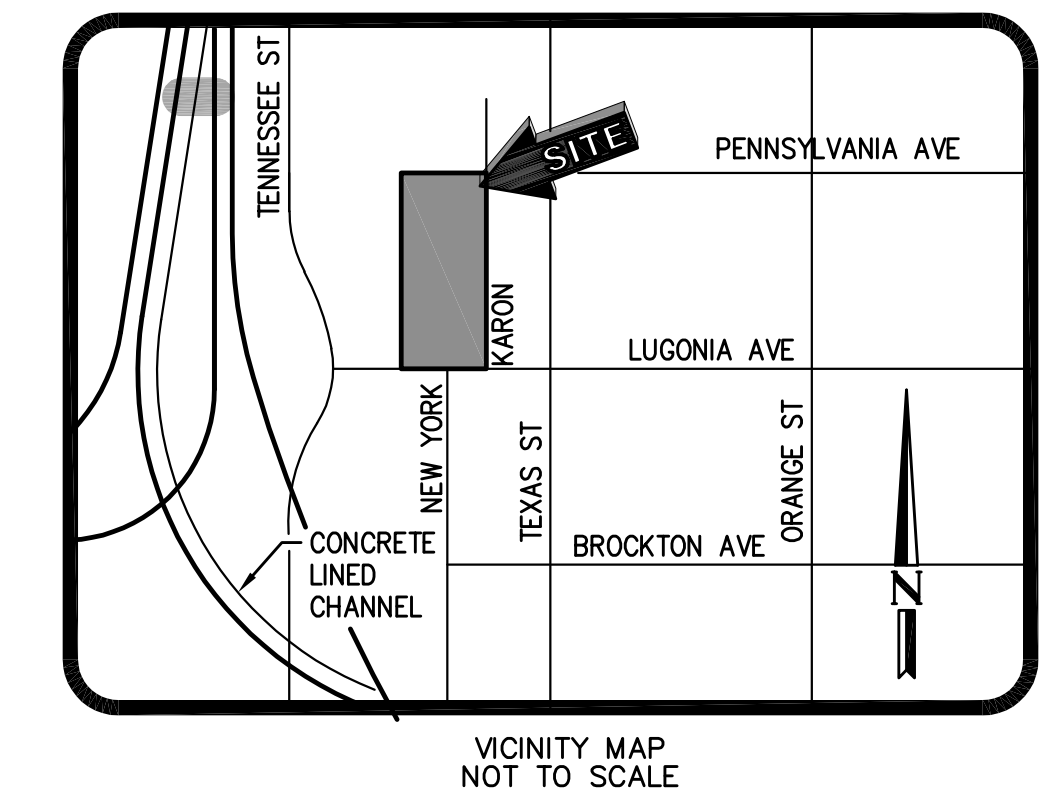 TENNESSEE ST
SITE
PENNSYLVANIA AVE
KARON
LUGONIA AVE
NEW YORK
TEXAS ST
ORANGE ST
CONCRETE
LINED
CHANNEL
BROCKTON AVE
N
VICINITY MAP
NOT TO SCALE